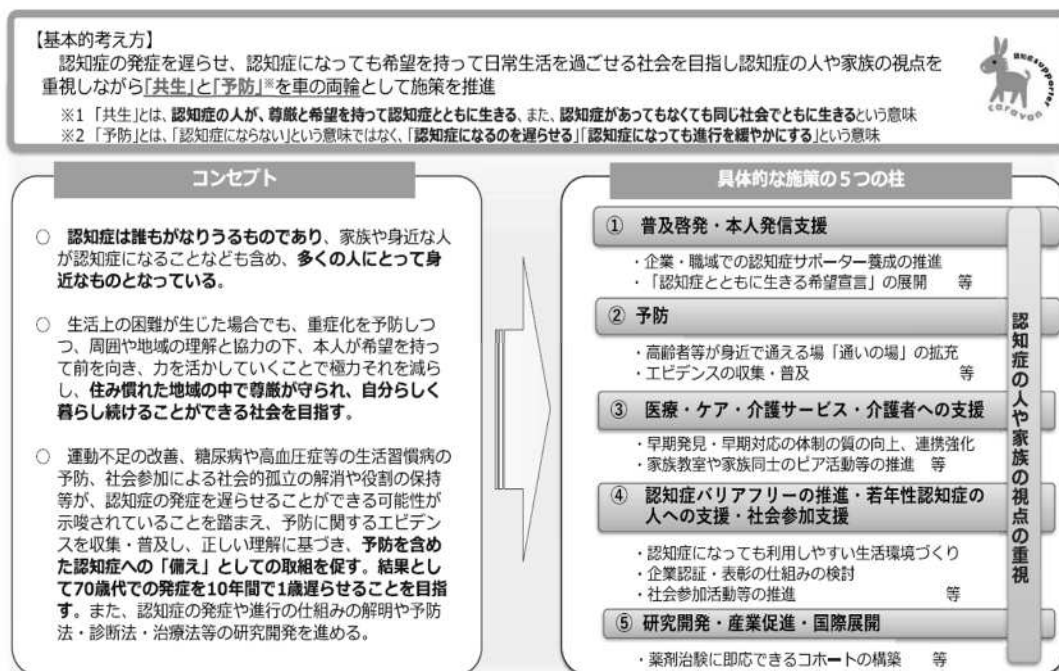 【基本的考え方】
認知症の発症を遅らせ、認知症になっても希望を持って日常生活を過ごせる社会を目指し認知症の人や家族の視点を
重視しながら「共生」と「予防」※を車の両輪として施策を推進
※1 「共生」とは、認知症の人が、尊厳と希望を持って認知症とともに生きる、また、認知症があってもなくても同じ社会でともに生きるという意味
※2 「予防」とは、「認知症にならない」という意味ではなく、「認知症になるのを遅らせる」「認知症になっても進行を緩やかにする」という意味
認知症supporter
caravan
コンセプト
○ 認知症は誰もがなりうるものであり、家族や身近な人
が認知症になることなども含め、多くの人にとって身
近なものとなっている。
○ 生活上の困難が生じた場合でも、重症化を予防しつ
つ、周囲や地域の理解と協力の下、本人が希望を持っ
て前を向き、力を活かしていくことで極力それを減ら
し、住み慣れた地域の中で尊厳が守られ、自分らしく
暮らし続けることができる社会を目指す。
○ 運動不足の改善、糖尿病や高血圧症等の生活習慣病の
予防、社会参加による社会的孤立の解消や役割の保持
等が、認知症の発症を遅らせることができる可能性が
示唆されていることを踏まえ、予防に関するエビデン
スを収集・普及し、正しい理解に基づき、予防を含め
た認知症への「備え」としての取組を促す。結果とし
て70歳代での発症を10年間で1歳遅らせることを目指
す。また、認知症の発症や進行の仕組みの解明や予防
法・診断法・治療法等の研究開発を進める。
具体的な施策の5つの柱
① 普及啓発・本人発信支援
・企業・職域での認知症サポーター養成の推進
・「認知症とともに生きる希望宣言」の展開 等
② 予防
・高齢者等が身近で通える場「通いの場」の拡充
・エビデンスの収集・普及 等
③ 医療・ケア・介護サービス・介護者への支援
・早期発見・早期対応の体制の質の向上、連携強化
・家族教室や家族同士のピア活動等の推進 等
④ 認知症バリアフリーの推進・若年性認知症の
人への支援・社会参加支援
・認知症になっても利用しやすい生活環境づくり
・企業認証・表彰の仕組みの検討
・社会参加活動等の推進 等
⑤ 研究開発・産業促進・国際展開
・薬剤治験に即応できるコホートの構築 等
認知症の人や家族の視点の重視